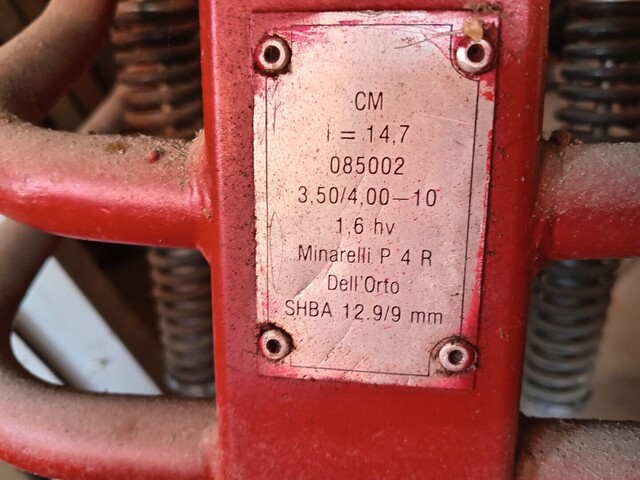 CM
i = 14,7
085002
3,50/4,00-10
1,6 hv
Minarelli P 4 R
Dell'Orto
SHBA 12.9/9 mm